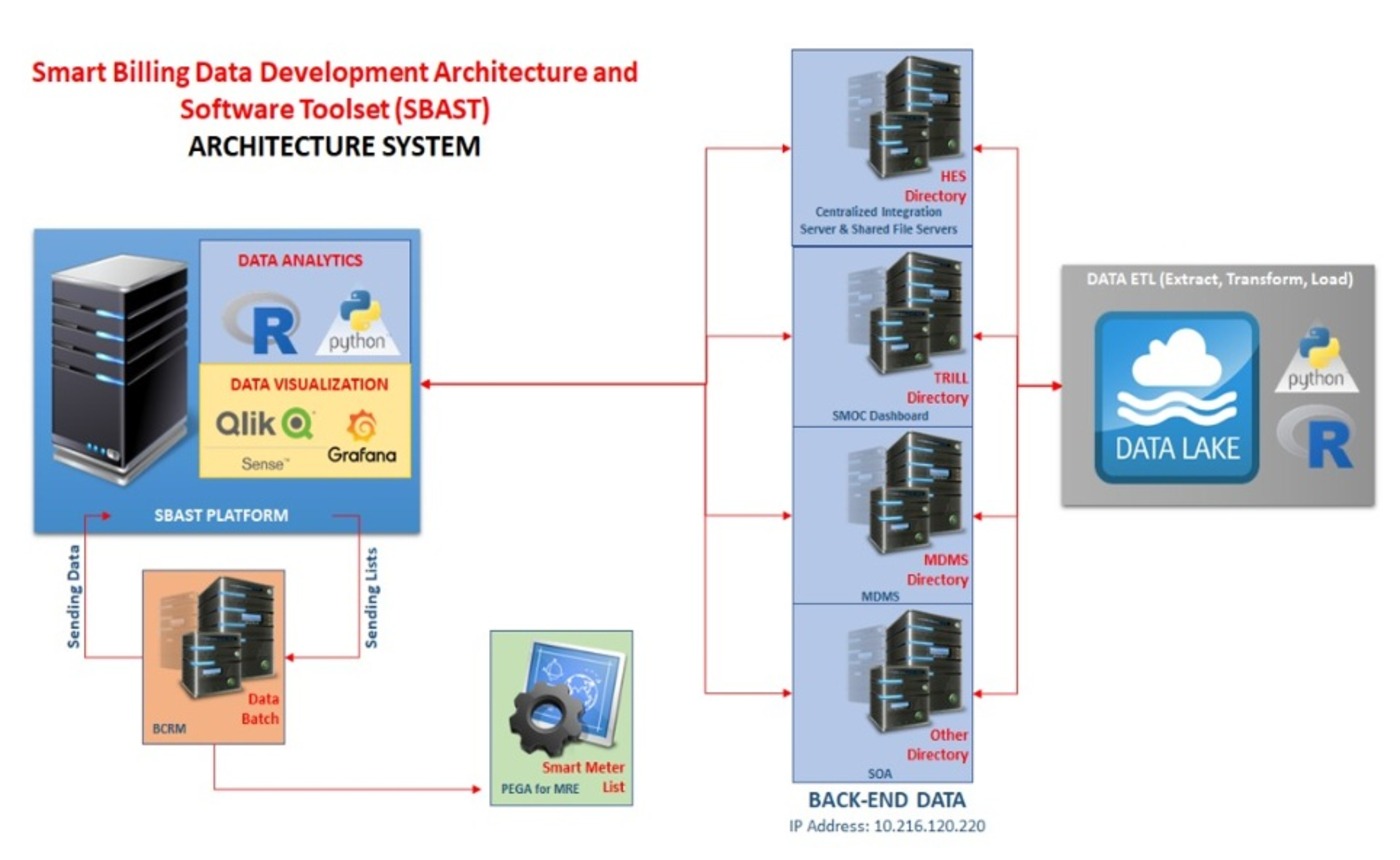 Smart Billing Data Development Architecture and
Software Toolset (SBAST)
ARCHITECTURE SYSTEM
DATA ANALYTICS
R
python
DATA VISUALIZATION
Qlik Q
Sense™
Grafana
SBAST PLATFORM
Sending Data
Sending Lists
Data
Batch
BCRM
Smart Meter
List
PEGA for MRE
HES
Directory
Centralized Integration
Server & Shared File Servers
TRILL
Directory
SMOC Dashboard
MDMS
Directory
MDMS
Other
Directory
SOA
BACK-END DATA
IP Address: 10.216.120.220
DATA ETL (Extract, Transform, Load)
DATA LAKE
python
R